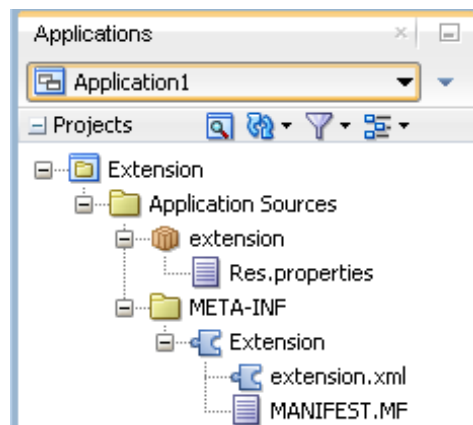 Applications
Application1
Projects
Extension
Application Sources
extension
Res.properties
META-INF
Extension
extension.xml
MANIFEST.MF